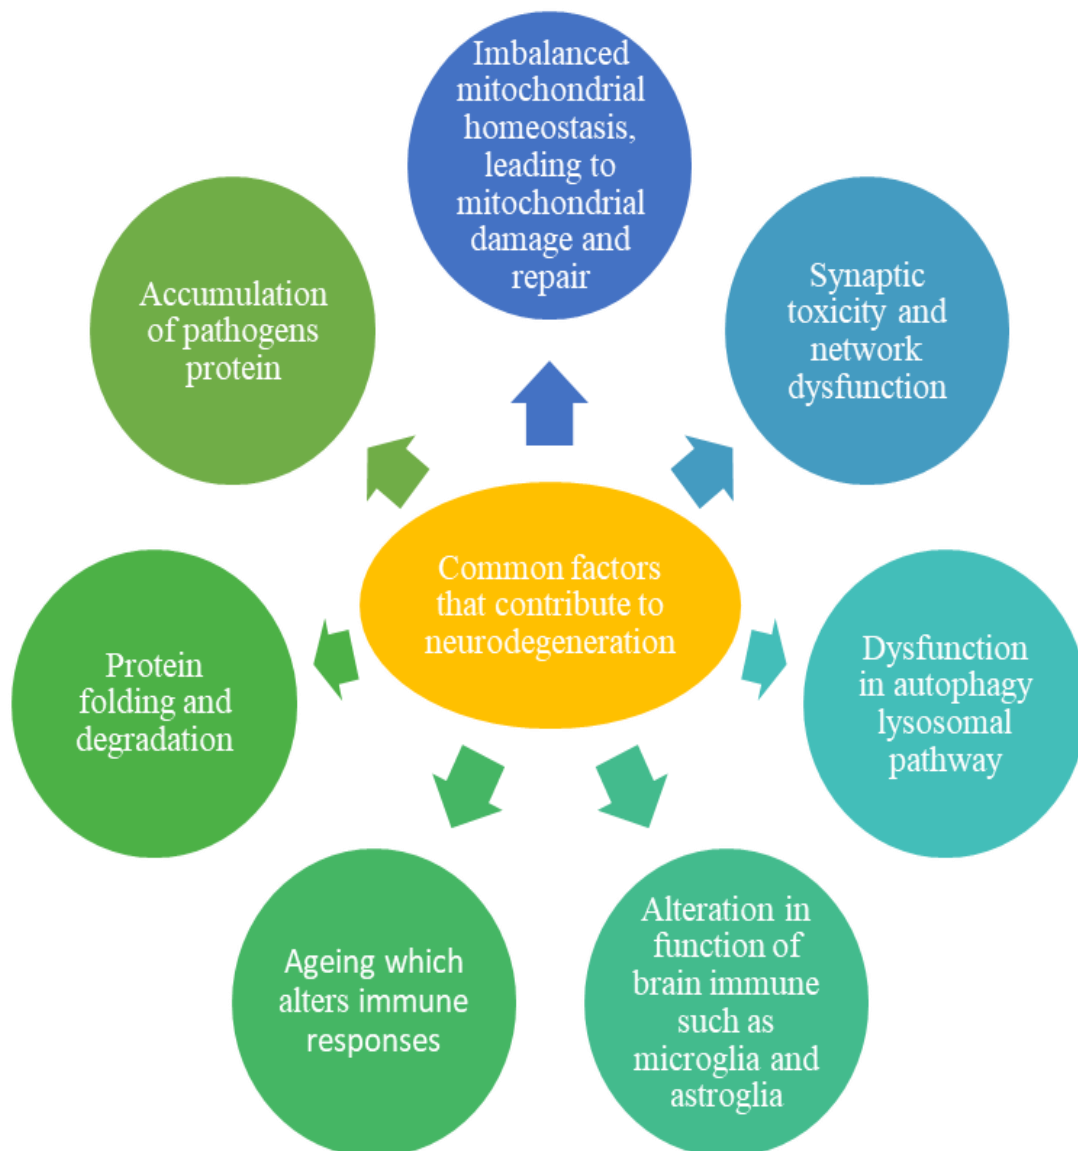 Imbalanced
mitochondrial
homeostasis,
leading to
mitochondrial
damage and
repair
Synaptic
toxicity and
network
dysfunction
Accumulation
of pathogens
protein
Common factors
that contribute to
neurodegeneration
Dysfunction
in autophagy
lysosomal
pathway
Protein
folding and
degradation
Alteration in
function of
brain immune
such as
microglia and
astroglia
Ageing which
alters immune
responses